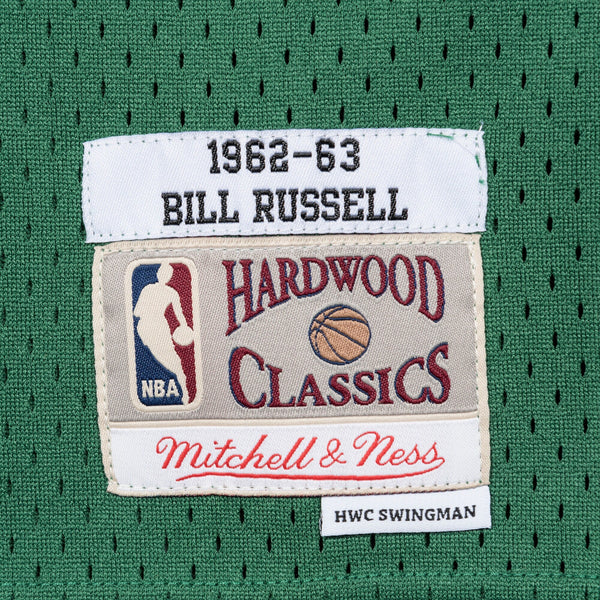 1962-63
BILL RUSSELL
HARDWOOD
CLASSICS
NBA
Mitchell & Ness
HWC SWINGMAN